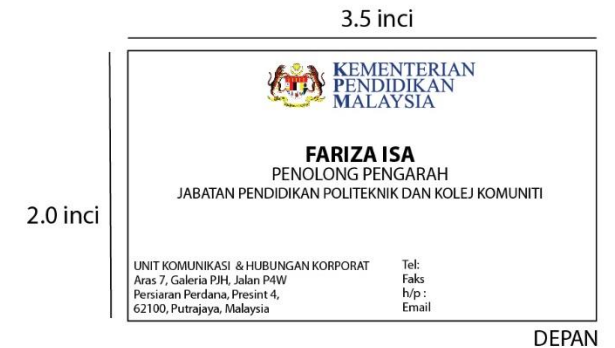 3.5 inci
KEMENTERIAN
PENDIDIKAN
MALAYSIA
FARIZA ISA
PENOLONG PENGARAH
JABATAN PENDIDIKAN POLITEKNIK DAN KOLEJ KOMUNITI
2.0 inci
UNIT KOMUNIKASI & HUBUNGAN KORPORAT
Aras 7, Galeria PJH, Jalan P4W
Persiaran Perdana, Presint 4,
62100, Putrajaya, Malaysia
Tel:
Faks
h/p :
Email
DEPAN